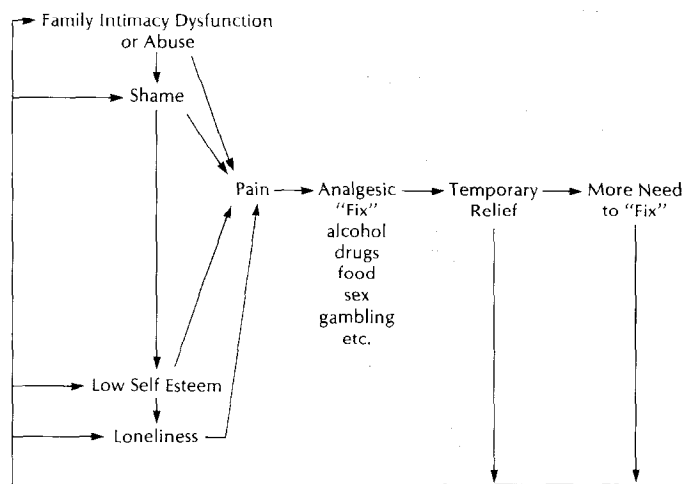 Family Intimacy Dysfunction
or Abuse
Shame
Pain
Analgesic
"Fix"
alcohol
drugs
food
sex
gambling
etc.
Temporary
Relief
More Need
to "Fix"
Low Self Esteem
Loneliness